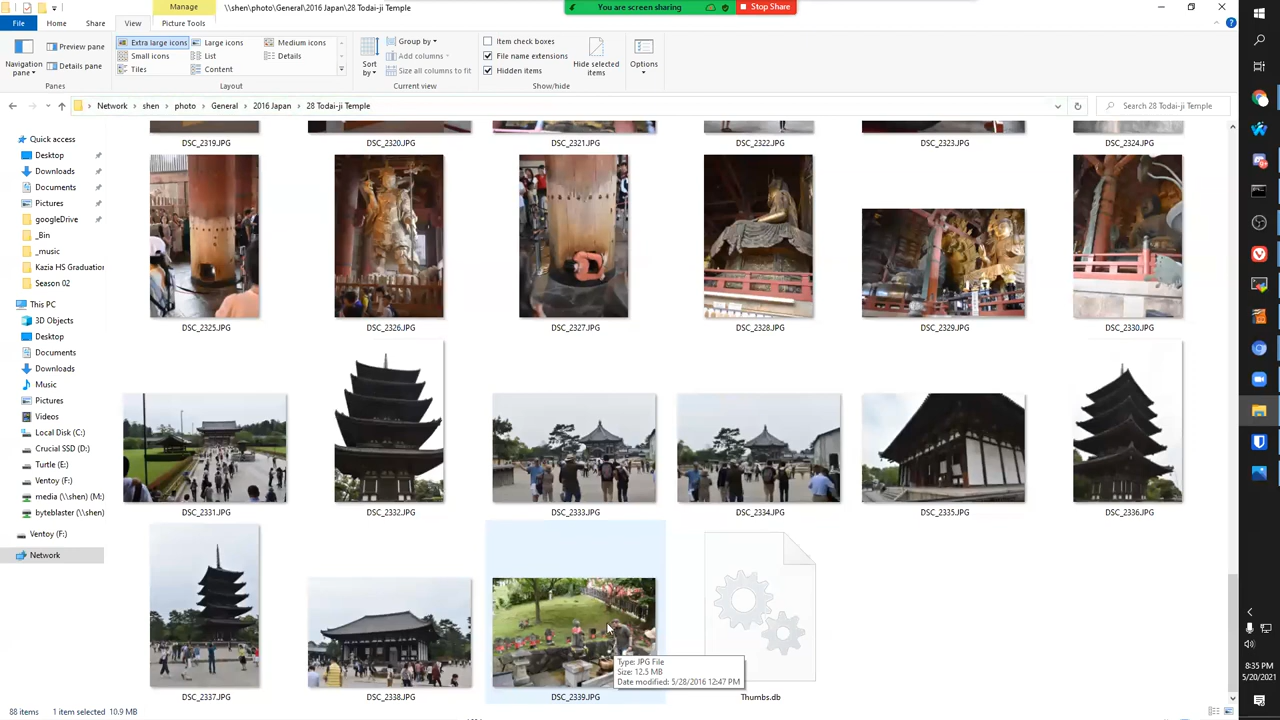 Manage
\\shen\photo\General\2016 Japan\28 Todai-ji Temple
You are screen sharing
Stop Share
File
Home
Share
View
Picture Tools
Navigation pane
Preview pane
Details pane
Panes
Extra large icons
Large icons
Medium icons
Small icons
List
Details
Tiles
Content
Layout
Sort by
Group by
Add columns
Size all columns to fit
Current view
Item check boxes
File name extensions
Hidden items
Hide selected items
Show/hide
Options
Network
shen
photo
General
2016 Japan
28 Todai-ji Temple
Search 28 Todai-ji Temple
Quick access
Desktop
Downloads
Documents
Pictures
googleDrive
_Bin
_music
Kazia HS Graduation
Season 02
This PC
3D Objects
Desktop
Documents
Downloads
Music
Pictures
Videos
Local Disk (C:)
Crucial SSD (D:)
Turtle (E:)
Ventoy (F:)
media (\\shen) (M:)
byteblaster (\\shen)
Ventoy (F:)
Network
DSC_2319.JPG
DSC_2320.JPG
DSC_2321.JPG
DSC_2322.JPG
DSC_2323.JPG
DSC_2324.JPG
DSC_2325.JPG
DSC_2326.JPG
DSC_2327.JPG
DSC_2328.JPG
DSC_2329.JPG
DSC_2330.JPG
DSC_2331.JPG
DSC_2332.JPG
DSC_2333.JPG
DSC_2334.JPG
DSC_2335.JPG
DSC_2336.JPG
DSC_2337.JPG
DSC_2338.JPG
DSC_2339.JPG
Thumbs.db
Type: JPG File
Size: 12.5 MB
Date modified: 5/28/2016 12:47 PM
88 items
1 item selected 10.9 MB
8:35 PM
5/20/2021